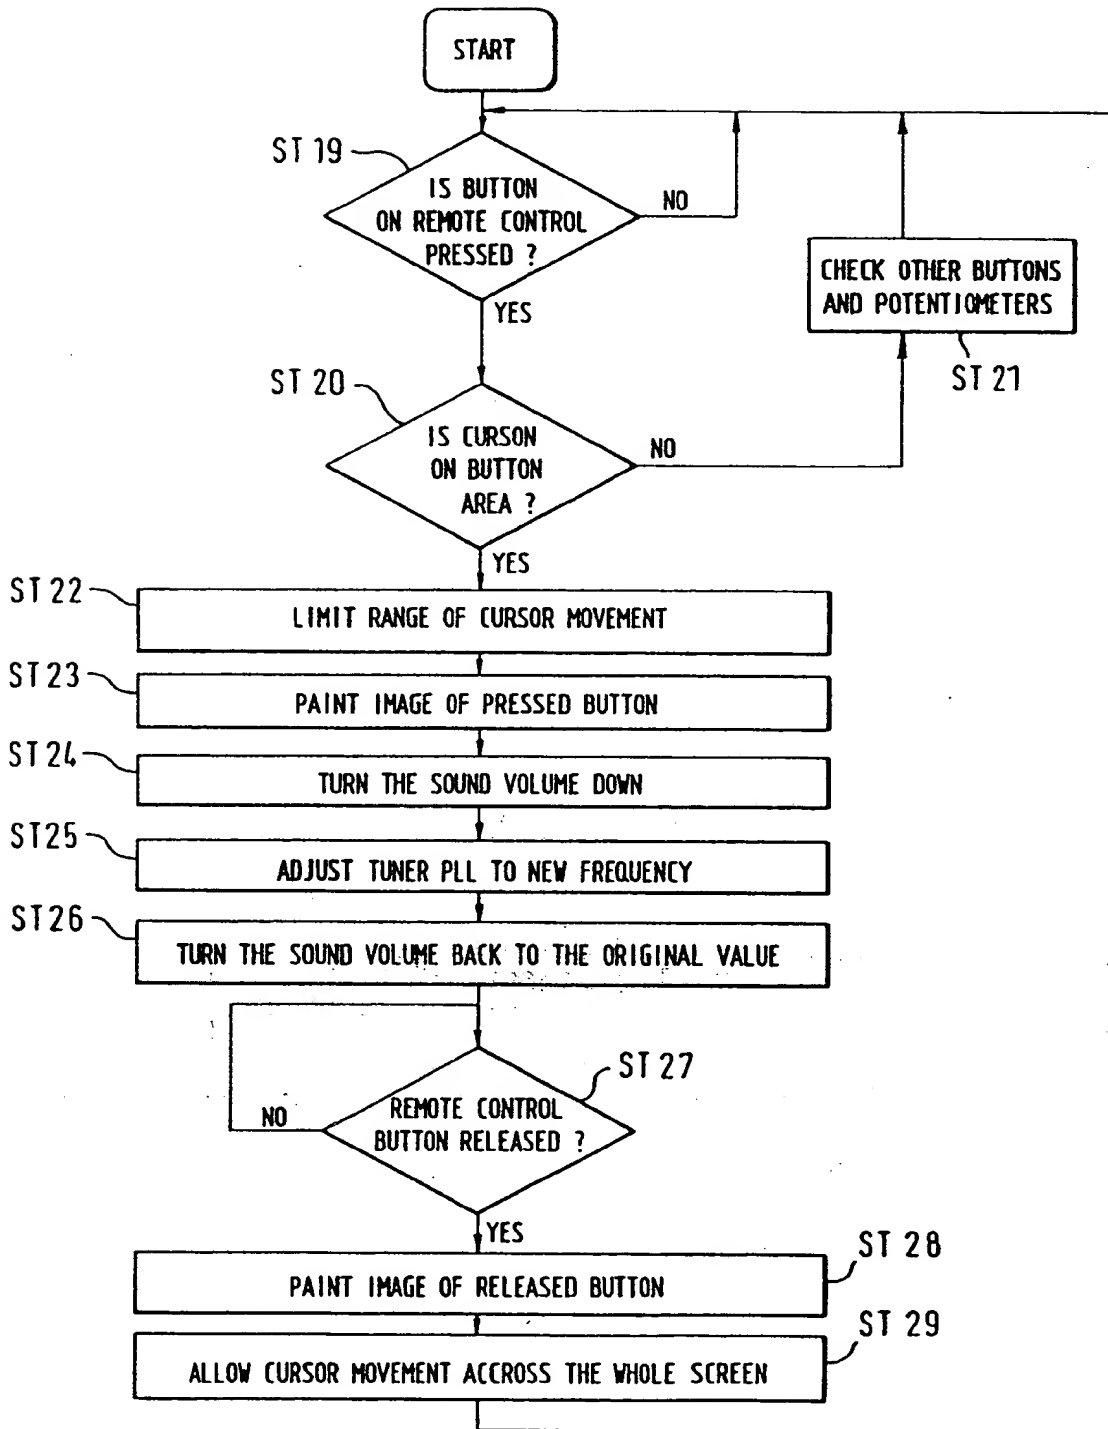 START
ST 19
IS BUTTON
ON REMOTE CONTROL
PRESSED ?
NO
YES
CHECK OTHER BUTTONS
AND POTENTIOMETERS
ST 21
ST 20
IS CURSON
ON BUTTON
AREA ?
NO
YES
ST 22
LIMIT RANGE OF CURSOR MOVEMENT
ST 23
PAINT IMAGE OF PRESSED BUTTON
ST 24
TURN THE SOUND VOLUME DOWN
ST 25
ADJUST TUNER PLL TO NEW FREQUENCY
ST 26
TURN THE SOUND VOLUME BACK TO THE ORIGINAL VALUE
ST 27
REMOTE CONTROL
BUTTON RELEASED ?
NO
YES
ST 28
PAINT IMAGE OF RELEASED BUTTON
ST 29
ALLOW CURSOR MOVEMENT ACCROSS THE WHOLE SCREEN